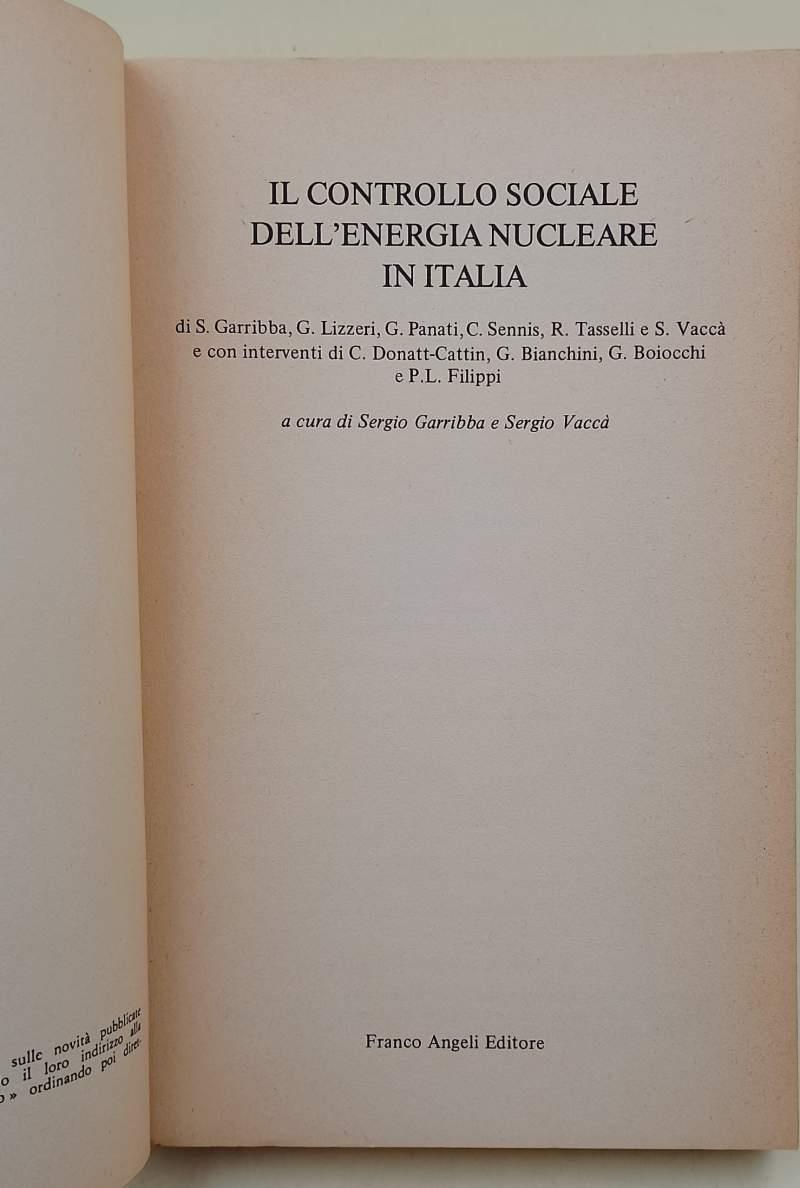 IL CONTROLLO SOCIALE
DELL'ENERGIA NUCLEARE
IN ITALIA
di S. Garribba, G. Lizzeri, G. Panati, C. Sennis, R. Tasselli e S. Vaccà
e con interventi di C. Donatt-Cattin, G. Bianchini, G. Boiocchi
e P.L. Filippi
a cura di Sergio Garribba e Sergio Vaccà
Franco Angeli Editore
sulle novità pubblicate
o il loro indirizzo alla
» ordinando poi diret-